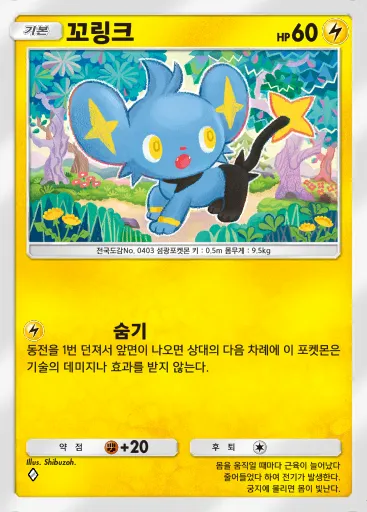 기본 꼬링크 HP 60
전국도감No. 0403 섬광포켓몬 키 : 0.5m 몸무게 : 9.5kg
숨기
동전을 1번 던져서 앞면이 나오면 상대의 다음 차례에 이 포켓몬은
기술의 데미지나 효과를 받지 않는다.
약점 +20 후퇴
Illus. Shibuzoh.
몸을 움직일 때마다 근육이 늘어났다
줄어들었다 하여 전기가 발생한다.
궁지에 몰리면 몸이 빛난다.